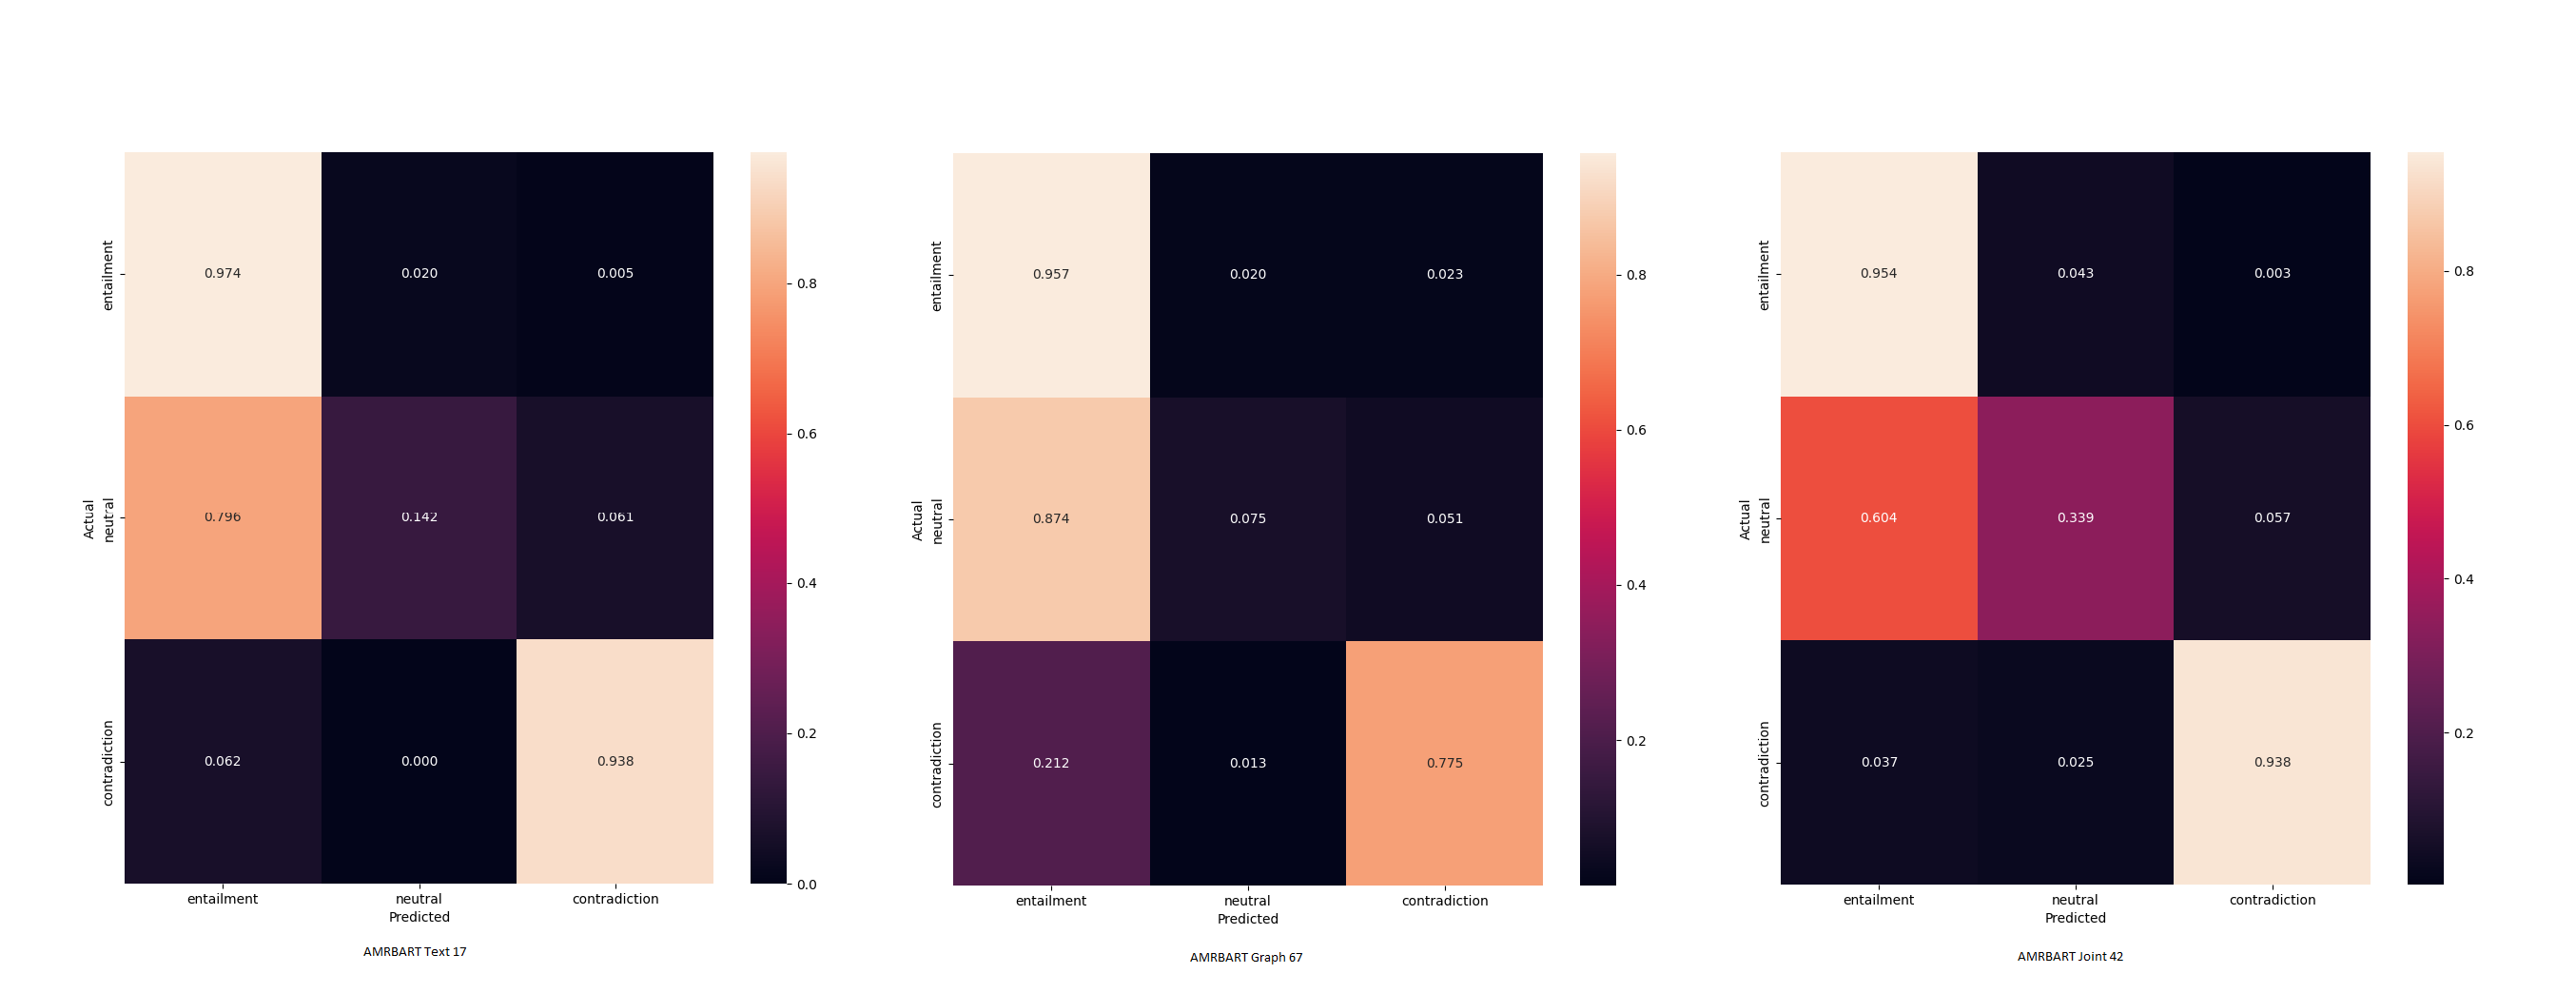 entailment
neutral
contradiction
Actual
0.974 0.020 0.005
0.796 0.142 0.061
0.062 0.000 0.938
entailment neutral contradiction
Predicted
0.8
0.6
0.4
0.2
0.0
AMRBART Text 17
entailment
neutral
contradiction
Actual
0.957 0.020 0.023
0.874 0.075 0.051
0.212 0.013 0.775
entailment neutral contradiction
Predicted
0.8
0.6
0.4
0.2
AMRBART Graph 67
entailment
neutral
contradiction
Actual
0.954 0.043 0.003
0.604 0.339 0.057
0.037 0.025 0.938
entailment neutral contradiction
Predicted
0.8
0.6
0.4
0.2
AMRBART Joint 42